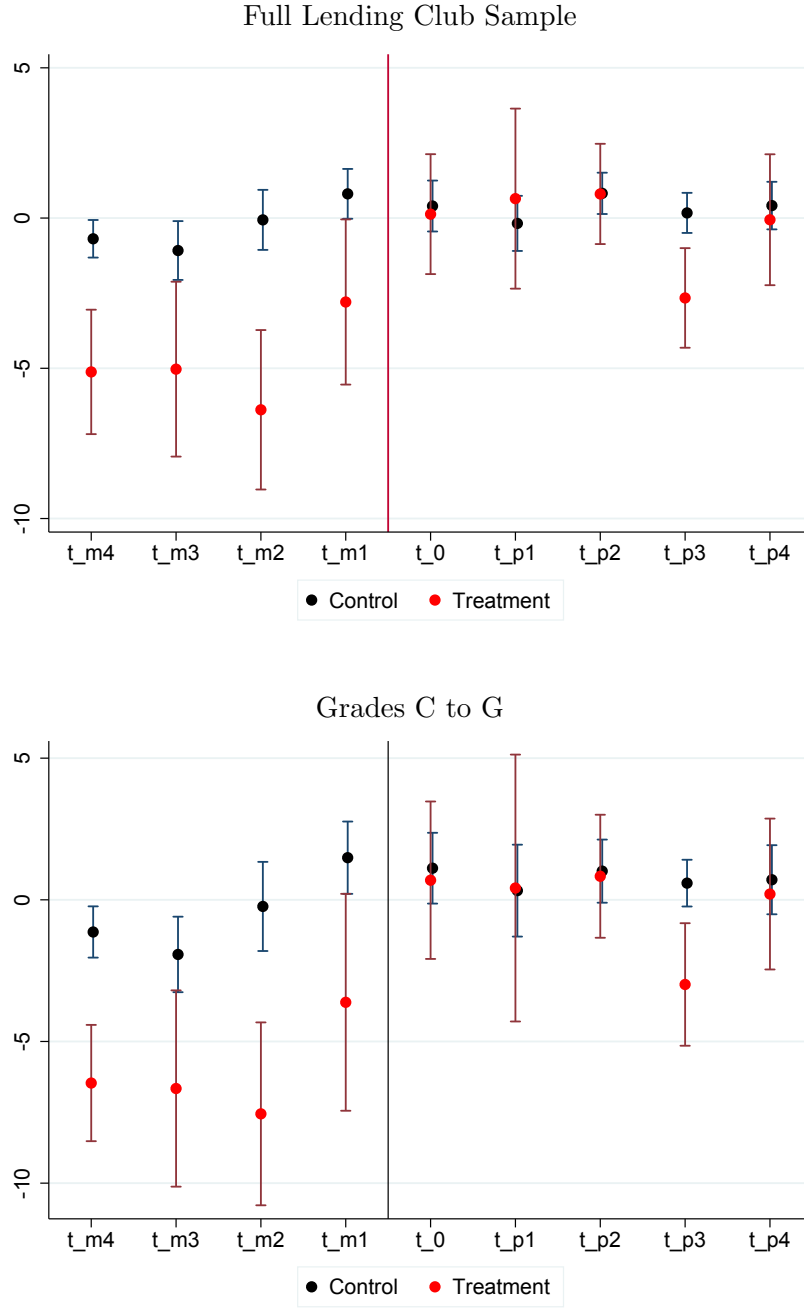 Full Lending Club Sample
5
0
-5
-10
t_m4 t_m3 t_m2 t_m1 t_0 t_p1 t_p2 t_p3 t_p4
Control Treatment
Grades C to G
5
0
-5
-10
t_m4 t_m3 t_m2 t_m1 t_0 t_p1 t_p2 t_p3 t_p4
Control Treatment